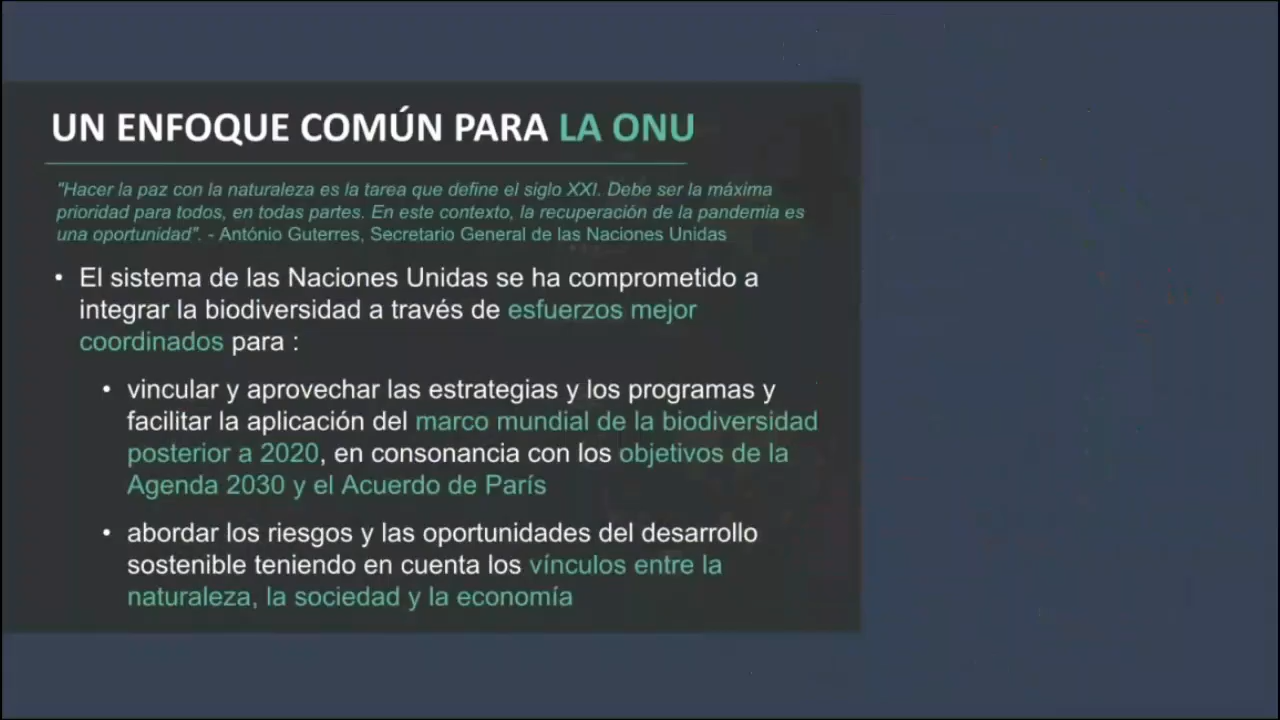 UN ENFOQUE COMÚN PARA LA ONU
"Hacer la paz con la naturaleza es la tarea que define el siglo XXI. Debe ser la máxima
prioridad para todos, en todas partes. En este contexto, la recuperación de la pandemia es
una oportunidad". - António Guterres, Secretario General de las Naciones Unidas
• El sistema de las Naciones Unidas se ha comprometido a
integrar la biodiversidad a través de esfuerzos mejor
coordinados para :
• vincular y aprovechar las estrategias y los programas y
facilitar la aplicación del marco mundial de la biodiversidad
posterior a 2020, en consonancia con los objetivos de la
Agenda 2030 y el Acuerdo de París
• abordar los riesgos y las oportunidades del desarrollo
sostenible teniendo en cuenta los vínculos entre la
naturaleza, la sociedad y la economía